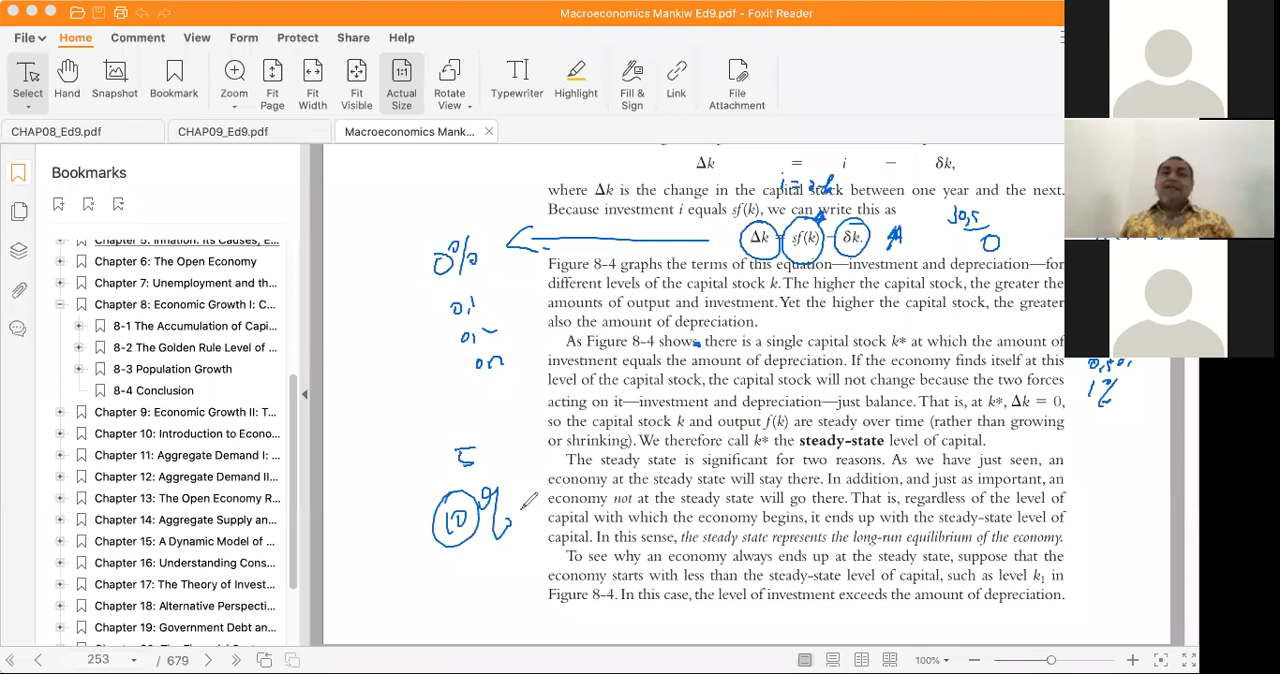 Macroeconomics Mankiw Ed9.pdf - Foxit Reader
File Home Comment View Form Protect Share Help
Select Hand Snapshot Bookmark Zoom Fit Page Fit Width Fit Visible Actual Size Rotate View Typewriter Highlight Fill & Sign Link File Attachment
1:1
CHAP08_Ed9.pdf CHAP09_Ed9.pdf Macroeconomics Mank...
Bookmarks
Chapter 5: Inflation: Its Causes, E...
Chapter 6: The Open Economy
Chapter 7: Unemployment and th...
Chapter 8: Economic Growth I: C...
8-1 The Accumulation of Capi...
8-2 The Golden Rule Level of ...
8-3 Population Growth
8-4 Conclusion
Chapter 9: Economic Growth II: T...
Chapter 10: Introduction to Econo...
Chapter 11: Aggregate Demand I: ...
Chapter 12: Aggregate Demand II...
Chapter 13: The Open Economy R...
Chapter 14: Aggregate Supply an...
Chapter 15: A Dynamic Model of ...
Chapter 16: Understanding Cons...
Chapter 17: The Theory of Invest...
Chapter 18: Alternative Perspecti...
Chapter 19: Government Debt an...
Δk = i − δk,
where Δk is the change in the capital stock between one year and the next.
Because investment i equals sf(k), we can write this as
Δk = sf(k) − δk.
30,5
0
0%
0,1
Figure 8-4 graphs the terms of this equation—investment and depreciation—for
different levels of the capital stock k. The higher the capital stock, the greater the
amounts of output and investment. Yet the higher the capital stock, the greater
also the amount of depreciation.
As Figure 8-4 shows, there is a single capital stock k* at which the amount of
investment equals the amount of depreciation. If the economy finds itself at this
level of the capital stock, the capital stock will not change because the two forces
acting on it—investment and depreciation—just balance. That is, at k*, Δk = 0,
so the capital stock k and output f(k) are steady over time (rather than growing
or shrinking). We therefore call k* the steady-state level of capital.
1%
5
10%
The steady state is significant for two reasons. As we have just seen, an
economy at the steady state will stay there. In addition, and just as important, an
economy not at the steady state will go there. That is, regardless of the level of
capital with which the economy begins, it ends up with the steady-state level of
capital. In this sense, the steady state represents the long-run equilibrium of the economy.
To see why an economy always ends up at the steady state, suppose that the
economy starts with less than the steady-state level of capital, such as level k1 in
Figure 8-4. In this case, the level of investment exceeds the amount of depreciation.
253 / 679
100%